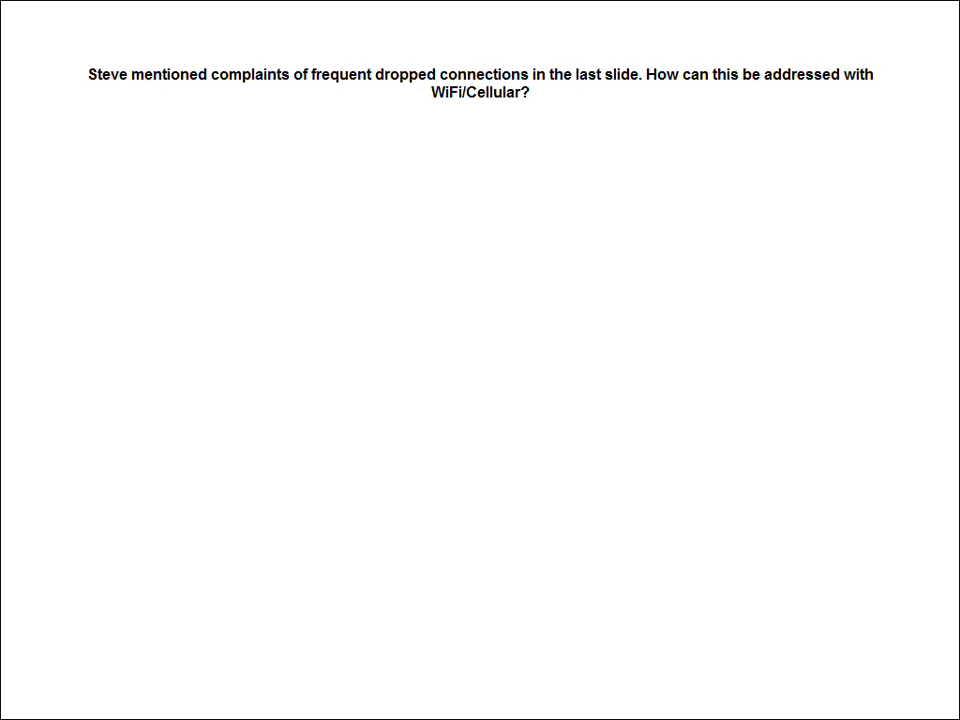 Steve mentioned complaints of frequent dropped connections in the last slide. How can this be addressed with
WiFi/Cellular?